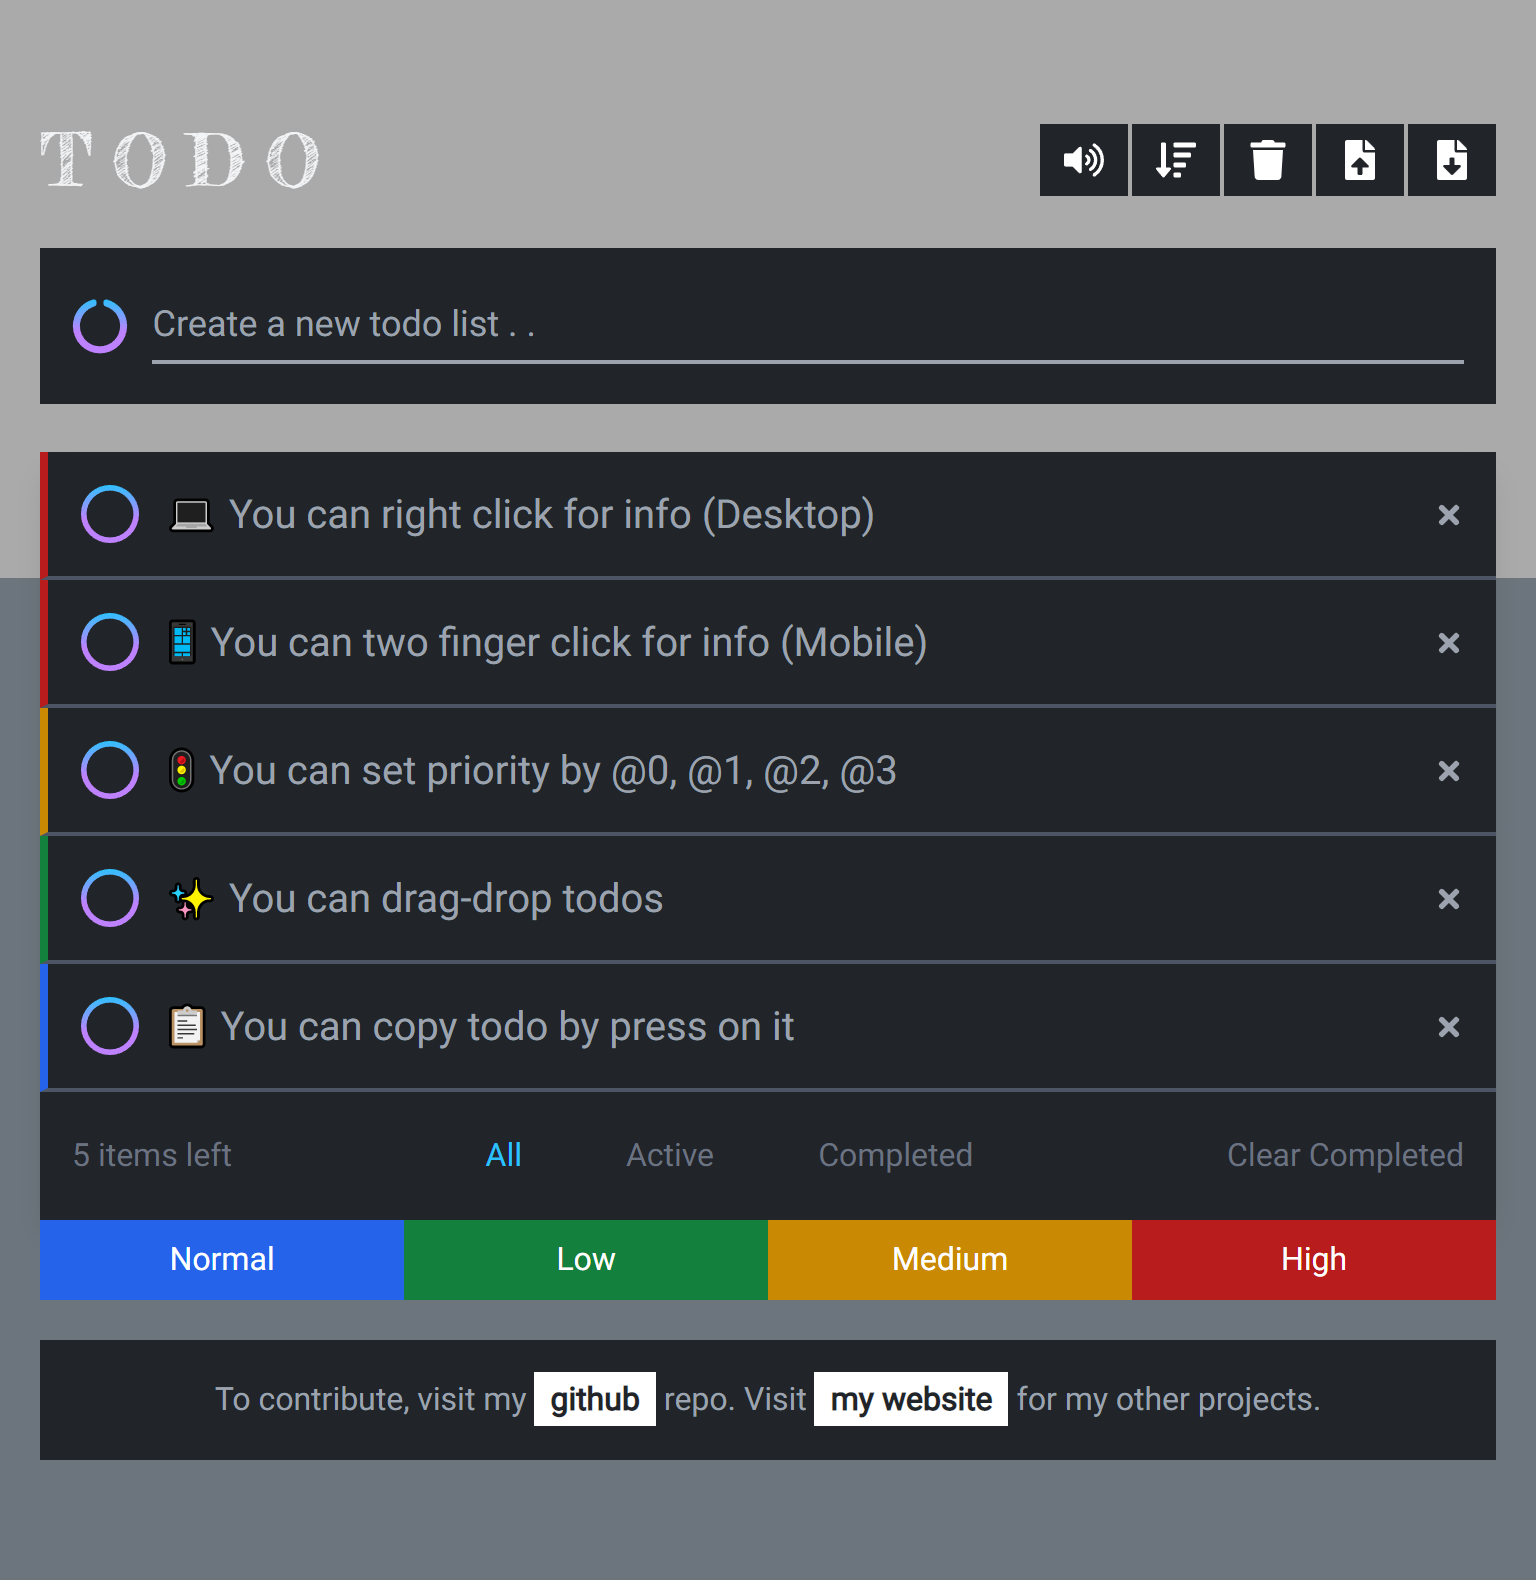 TODO
Create a new todo list . .
💻 You can right click for info (Desktop)
📱 You can two finger click for info (Mobile)
🚦 You can set priority by @0, @1, @2, @3
✨ You can drag-drop todos
📋 You can copy todo by press on it
5 items left All Active Completed Clear Completed
Normal Low Medium High
To contribute, visit my github repo. Visit my website for my other projects.